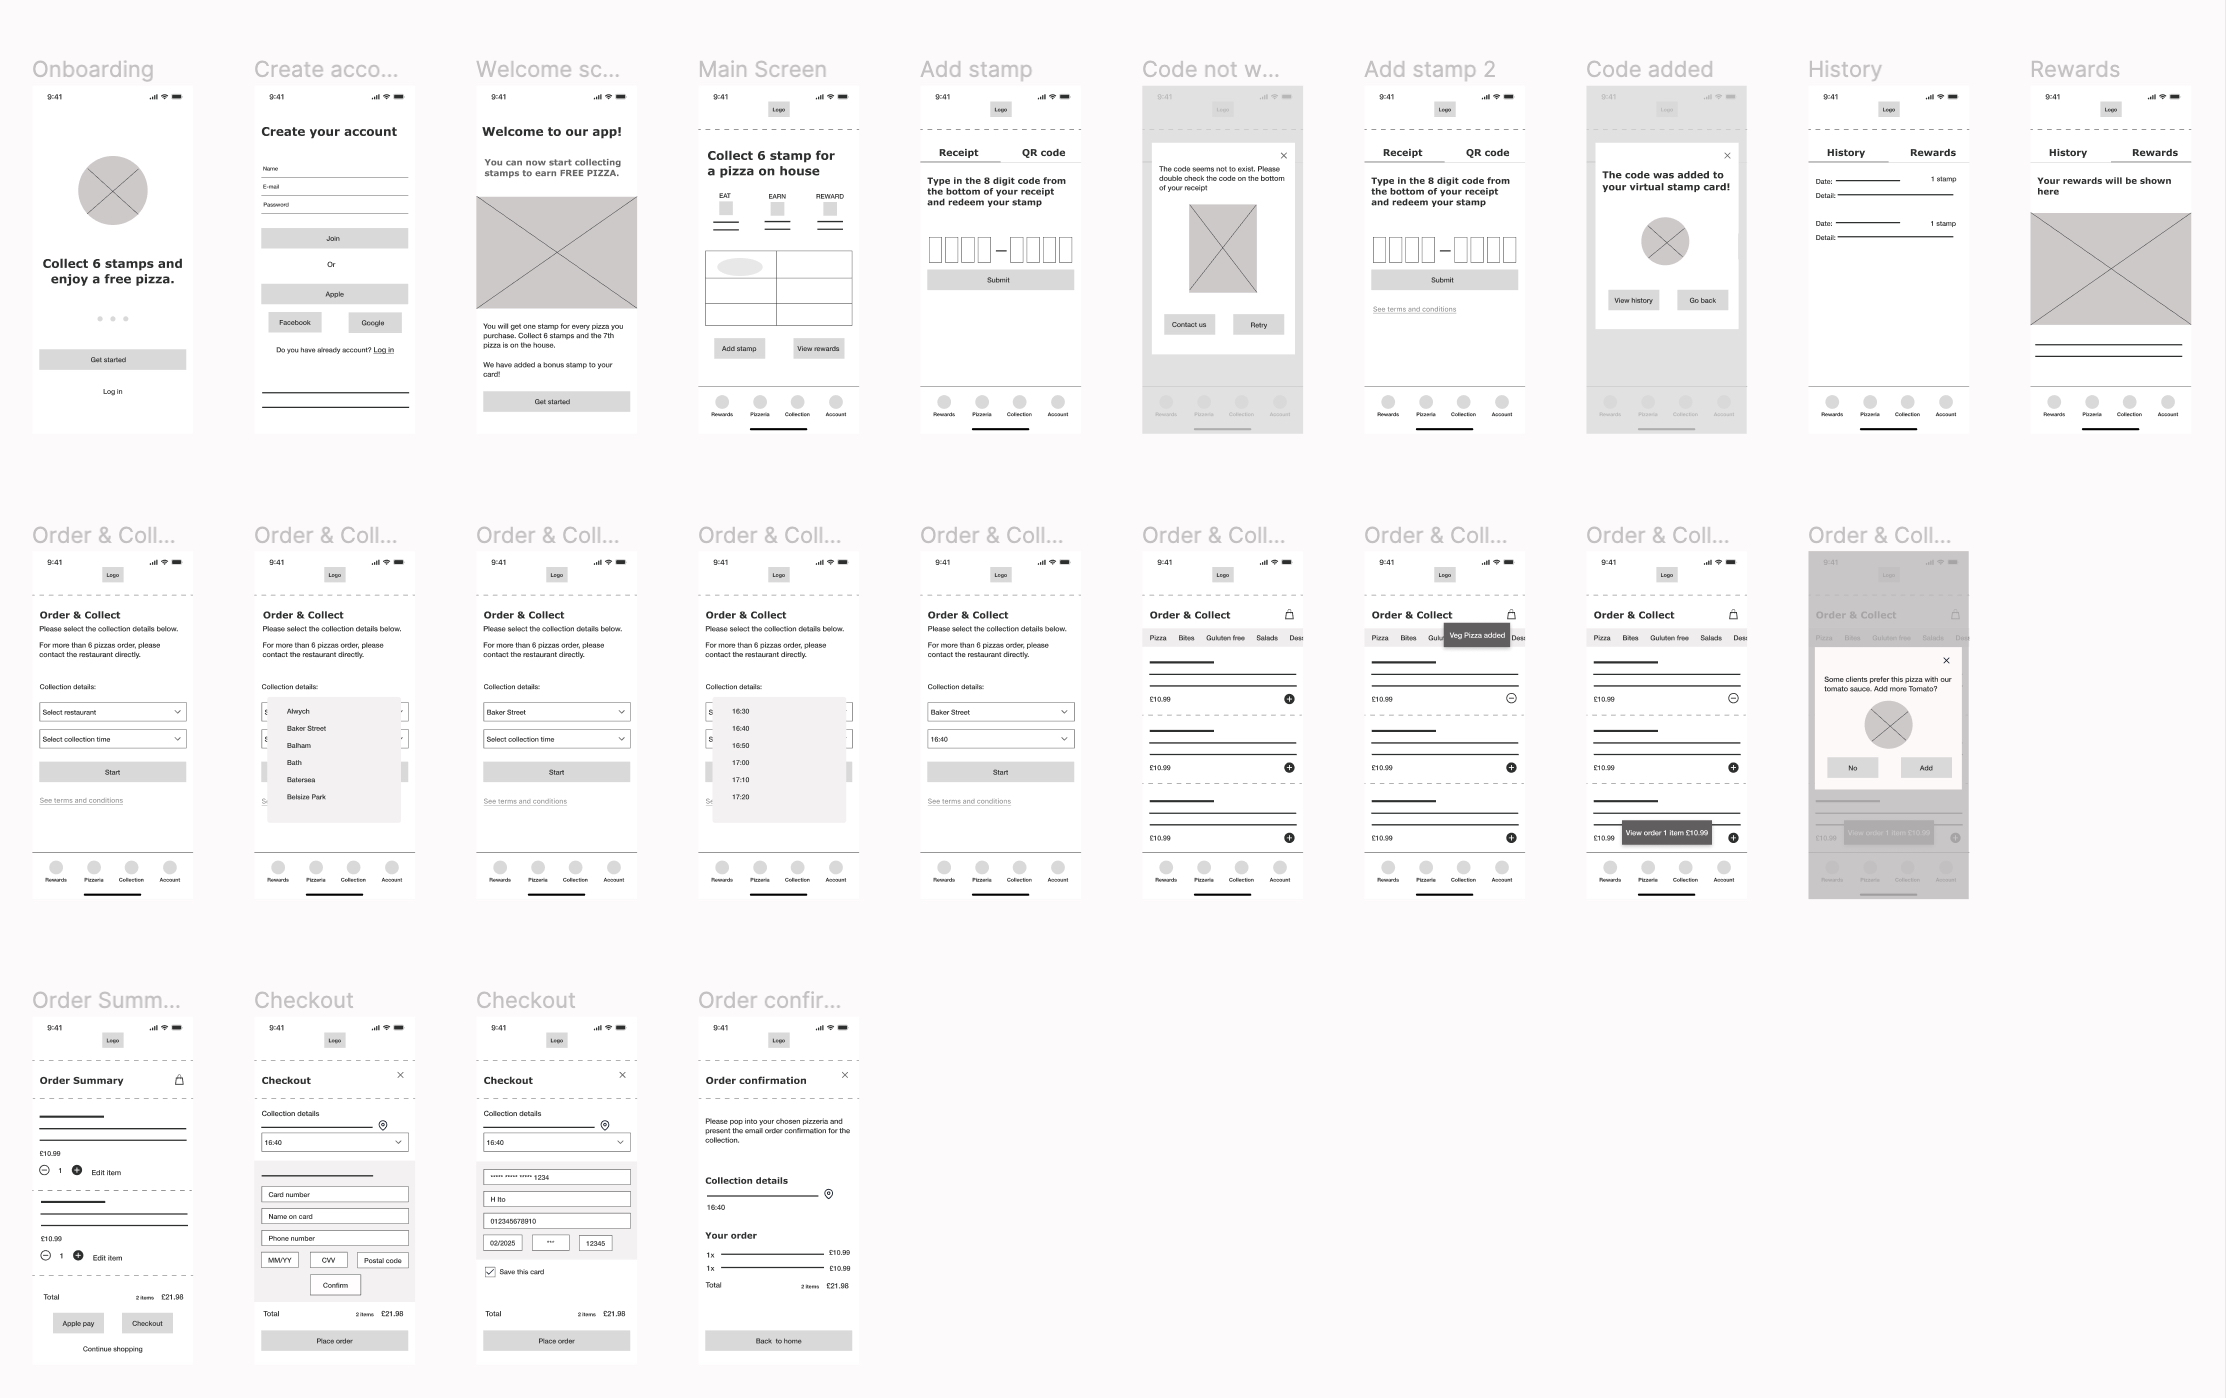 Onboarding
9:41
Collect 6 stamps and
enjoy a free pizza.
Get started
Log in
Create acco...
9:41
Create your account
Name
E-mail
Password
Join
Or
Apple
Facebook
Google
Do you have already account? Log in
Welcome sc...
9:41
Welcome to our app!
You can now start collecting
stamps to earn FREE PIZZA.
You will get one stamp for every pizza you
purchase. Collect 6 stamps and the 7th
pizza is on the house.
We have added a bonus stamp to your
card!
Get started
Main Screen
9:41
Logo
Collect 6 stamp for
a pizza on house
EAT
EARN
REWARD
Add stamp
View rewards
Rewards
Pizzeria
Collection
Account
Add stamp
9:41
Logo
Receipt
QR code
Type in the 8 digit code from
the bottom of your receipt
and redeem your stamp
Submit
Rewards
Pizzeria
Collection
Account
Code not w...
9:41
Logo
The code seems not to exist. Please
double check the code on the bottom
of your receipt
Contact us
Retry
Rewards
Pizzeria
Collection
Account
Add stamp 2
9:41
Logo
Receipt
QR code
Type in the 8 digit code from
the bottom of your receipt
and redeem your stamp
Submit
See terms and conditions
Rewards
Pizzeria
Collection
Account
Code added
9:41
Logo
The code was added to
your virtual stamp card!
View history
Go back
Rewards
Pizzeria
Collection
Account
History
9:41
Logo
History
Rewards
Date:
1 stamp
Detail:
Date:
1 stamp
Detail:
Rewards
Pizzeria
Collection
Account
Rewards
9:41
Logo
History
Rewards
Your rewards will be shown
here
Rewards
Pizzeria
Collection
Account
Order & Coll...
9:41
Logo
Order & Collect
Please select the collection details below.
For more than 6 pizzas order, please
contact the restaurant directly.
Collection details:
Select restaurant
Select collection time
Start
See terms and conditions
Rewards
Pizzeria
Collection
Account
Order & Coll...
9:41
Logo
Order & Collect
Please select the collection details below.
For more than 6 pizzas order, please
contact the restaurant directly.
Collection details:
Alwych
Baker Street
Balham
Bath
Batersea
Belsize Park
Rewards
Pizzeria
Collection
Account
Order & Coll...
9:41
Logo
Order & Collect
Please select the collection details below.
For more than 6 pizzas order, please
contact the restaurant directly.
Collection details:
Baker Street
Select collection time
Start
See terms and conditions
Rewards
Pizzeria
Collection
Account
Order & Coll...
9:41
Logo
Order & Collect
Please select the collection details below.
For more than 6 pizzas order, please
contact the restaurant directly.
Collection details:
16:30
16:40
16:50
17:00
17:10
17:20
Rewards
Pizzeria
Collection
Account
Order & Coll...
9:41
Logo
Order & Collect
Please select the collection details below.
For more than 6 pizzas order, please
contact the restaurant directly.
Collection details:
Baker Street
16:40
Start
See terms and conditions
Rewards
Pizzeria
Collection
Account
Order & Coll...
9:41
Logo
Order & Collect
Pizza Bites Guluten free Salads Des
£10.99
£10.99
£10.99
Rewards
Pizzeria
Collection
Account
Order & Coll...
9:41
Logo
Order & Collect
Veg Pizza added
Pizza Bites Gulu Des
£10.99
£10.99
£10.99
Rewards
Pizzeria
Collection
Account
Order & Coll...
9:41
Logo
Order & Collect
Pizza Bites Guluten free Salads Des
£10.99
£10.99
£10.99
View order 1 item £10.99
Rewards
Pizzeria
Collection
Account
Order & Coll...
9:41
Logo
Order & Collect
Pizza Bites Guluten free Salads Des
Some clients prefer this pizza with our
tomato sauce. Add more Tomato?
No
Add
£10.99
View order 1 item £10.99
Rewards
Pizzeria
Collection
Account
Order Summ...
9:41
Logo
Order Summary
£10.99
1
Edit item
£10.99
1
Edit item
Total 2 items £21.98
Apple pay
Checkout
Continue shopping
Checkout
9:41
Logo
Checkout
Collection details
16:40
Card number
Name on card
Phone number
MM/YY
CVV
Postal code
Confirm
Total 2 items £21.98
Place order
Checkout
9:41
Logo
Checkout
Collection details
16:40
***** ***** ***** 1234
H Ito
012345678910
02/2025
***
12345
Save this card
Total 2 items £21.98
Place order
Order confir...
9:41
Logo
Order confirmation
Please pop into your chosen pizzeria and
present the email order confirmation for the
collection.
Collection details
16:40
Your order
1x £10.99
1x £10.99
Total 2 items £21.98
Back to home